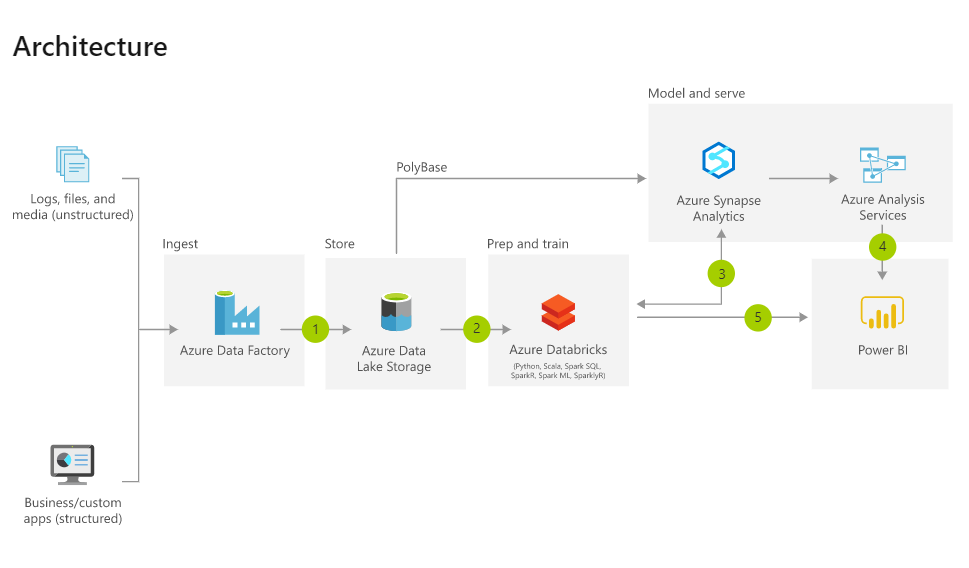 Architecture
Model and serve
PolyBase
Logs, files, and
media (unstructured)
Azure Synapse
Analytics
Azure Analysis
Services
Ingest
Store
Prep and train
3
4
1
2
5
Azure Data Factory
Azure Data
Lake Storage
Azure Databricks
(Python, Scala, Spark SQL,
SparkR, Spark ML, SparklyR)
Power BI
Business/custom
apps (structured)